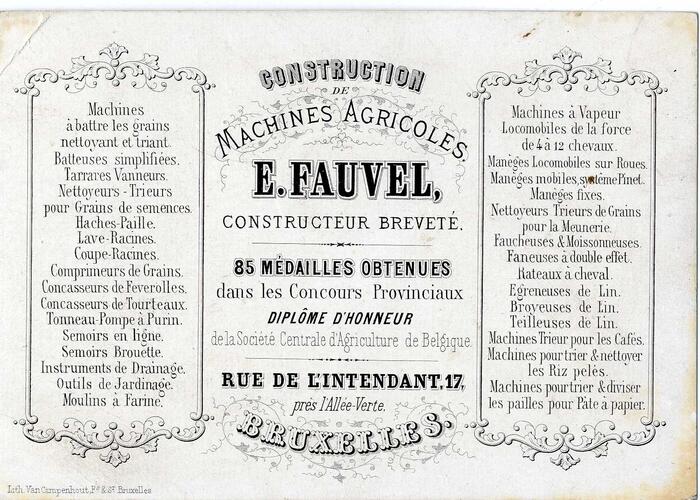 Machines
à battre les grains
nettoyant et triant.
Batteuses simplifiées.
Tarrares Vanneurs.
Nettoyeurs-Trieurs
pour Grains de semences.
Haches-Paille.
Lave-Racines.
Coupe-Racines.
Comprimeurs de Grains.
Concasseurs de Feverolles.
Concasseurs de Tourteaux.
Tonneau-Pompe à Purin.
Semoirs en ligne.
Semoirs Brouette.
Instruments de Drainage.
Outils de Jardinage.
Moulins à Farine.
CONSTRUCTION
DE
MACHINES AGRICOLES.
E. FAUVEL,
CONSTRUCTEUR BREVETÉ.
85 MÉDAILLES OBTENUES
dans les Concours Provinciaux
DIPLÔME D'HONNEUR
de la Société Centrale d'Agriculture de Belgique.
RUE DE L'INTENDANT, 17,
près l'Allée-Verte.
BRUXELLES.
Machines à Vapeur
Locomobiles de la force
de 4 à 12 chevaux.
Manèges Locomobiles sur Roues.
Manèges mobiles, système Pinet.
Manèges fixes.
Nettoyeurs Trieurs de Grains
pour la Meunerie.
Faucheuses & Moissonneuses.
Faneuses à double effet.
Rateaux à cheval.
Egreneuses de Lin.
Broyeuses de Lin.
Teilleuses de Lin.
Machines Trieur pour les Cafés.
Machines pour trier & nettoyer
les Riz pelés.
Machines pour trier & diviser
les pailles pour Pâte à papier.
Lith. Van Campenhout, Fs. & Sr. Bruxelles